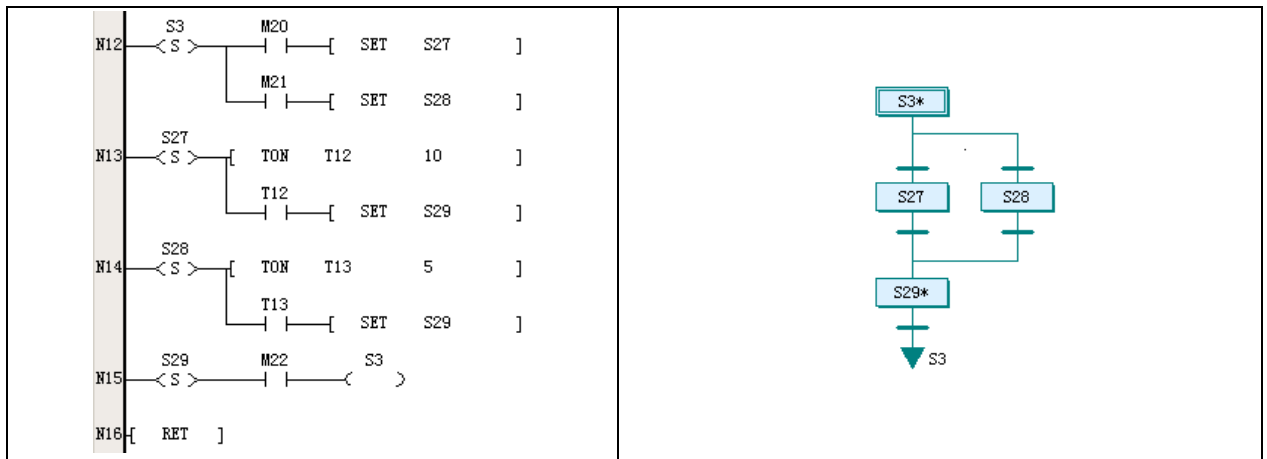 S3 M20
N12 S SET S27
M21
SET S28
S27
N13 S TON T12 10
T12
SET S29
S28
N14 S TON T13 5
T13
SET S29
S29 M22 S3
N15 S
N16 RET
S3*
S27 S28
S29*
S3